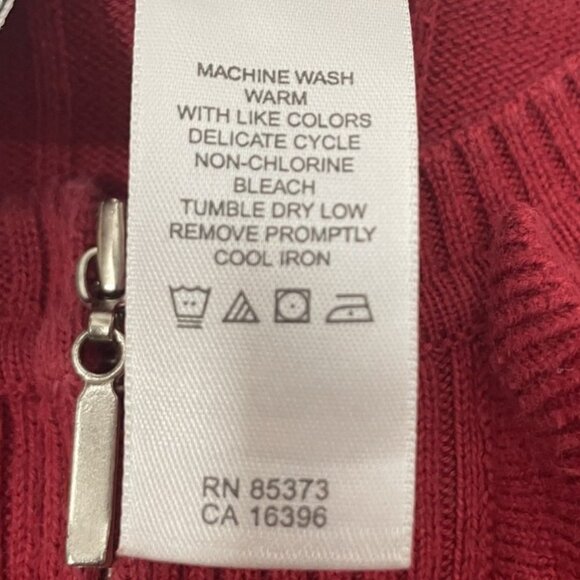 MACHINE WASH
WARM
WITH LIKE COLORS
DELICATE CYCLE
NON-CHLORINE
BLEACH
TUMBLE DRY LOW
REMOVE PROMPTLY
COOL IRON
RN 85373
CA 16396